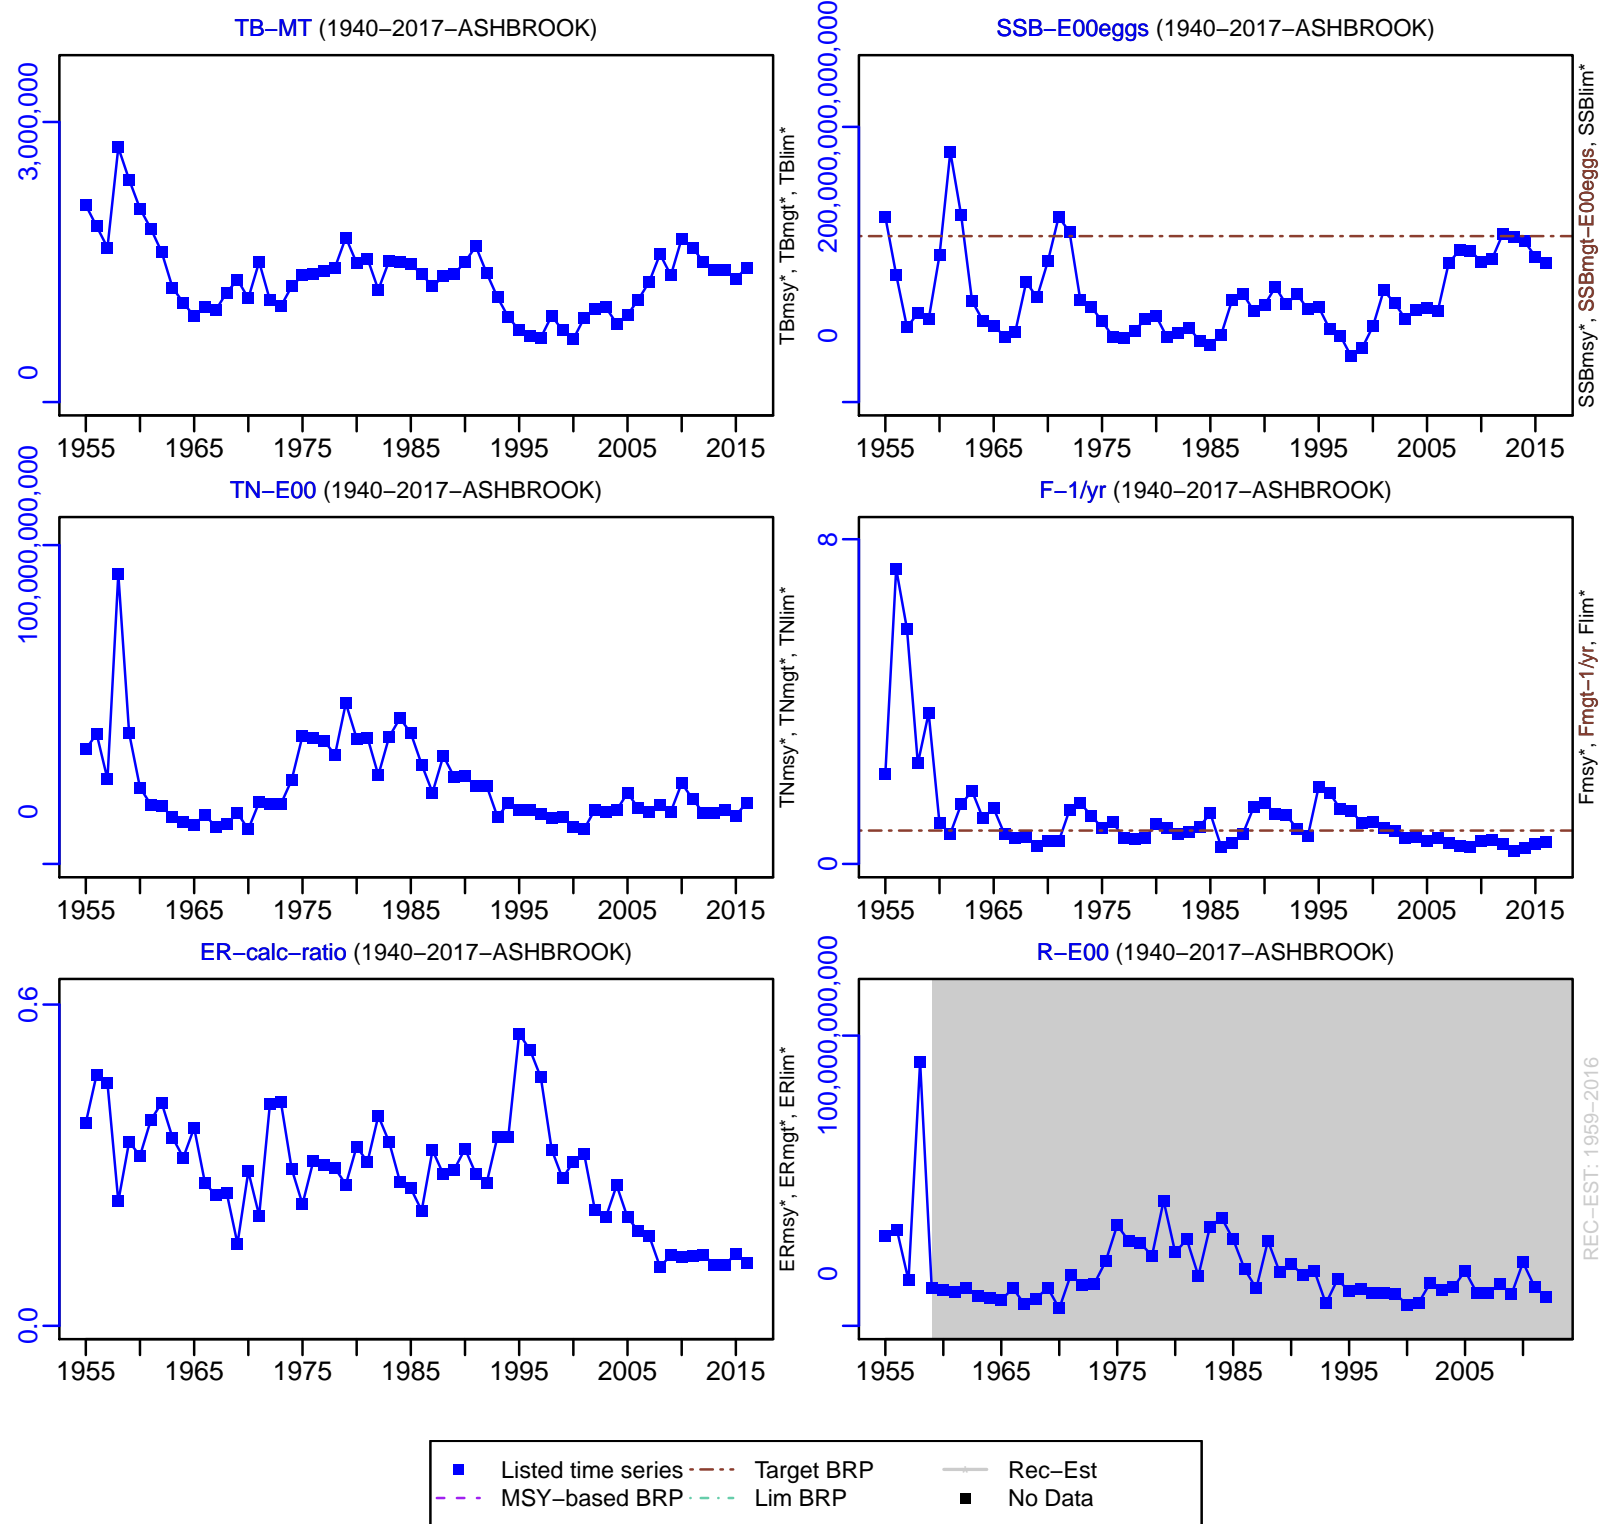 TB−MT (1940−2017−ASHBROOK)
3,000,000
0
TBmsy*, TBmgt*, TBlim*
1955 1965 1975 1985 1995 2005 2015
SSB−E00eggs (1940−2017−ASHBROOK)
200,000,000,000,000
0
SSBmsy*, SSBmgt−E00eggs, SSBlim*
1955 1965 1975 1985 1995 2005 2015
TN−E00 (1940−2017−ASHBROOK)
100,000,000,000
0
TNmsy*, TNmgt*, TNlim*
1955 1965 1975 1985 1995 2005 2015
F−1/yr (1940−2017−ASHBROOK)
8
0
Fmsy*, Fmgt−1/yr, Flim*
1955 1965 1975 1985 1995 2005 2015
ER−calc−ratio (1940−2017−ASHBROOK)
0.6
0.0
ERmsy*, ERmgt*, ERlim*
1955 1965 1975 1985 1995 2005 2015
R−E00 (1940−2017−ASHBROOK)
100,000,000,000
0
REC−EST: 1959−2016
1955 1965 1975 1985 1995 2005
Listed time series Target BRP Rec−Est
MSY−based BRP Lim BRP No Data